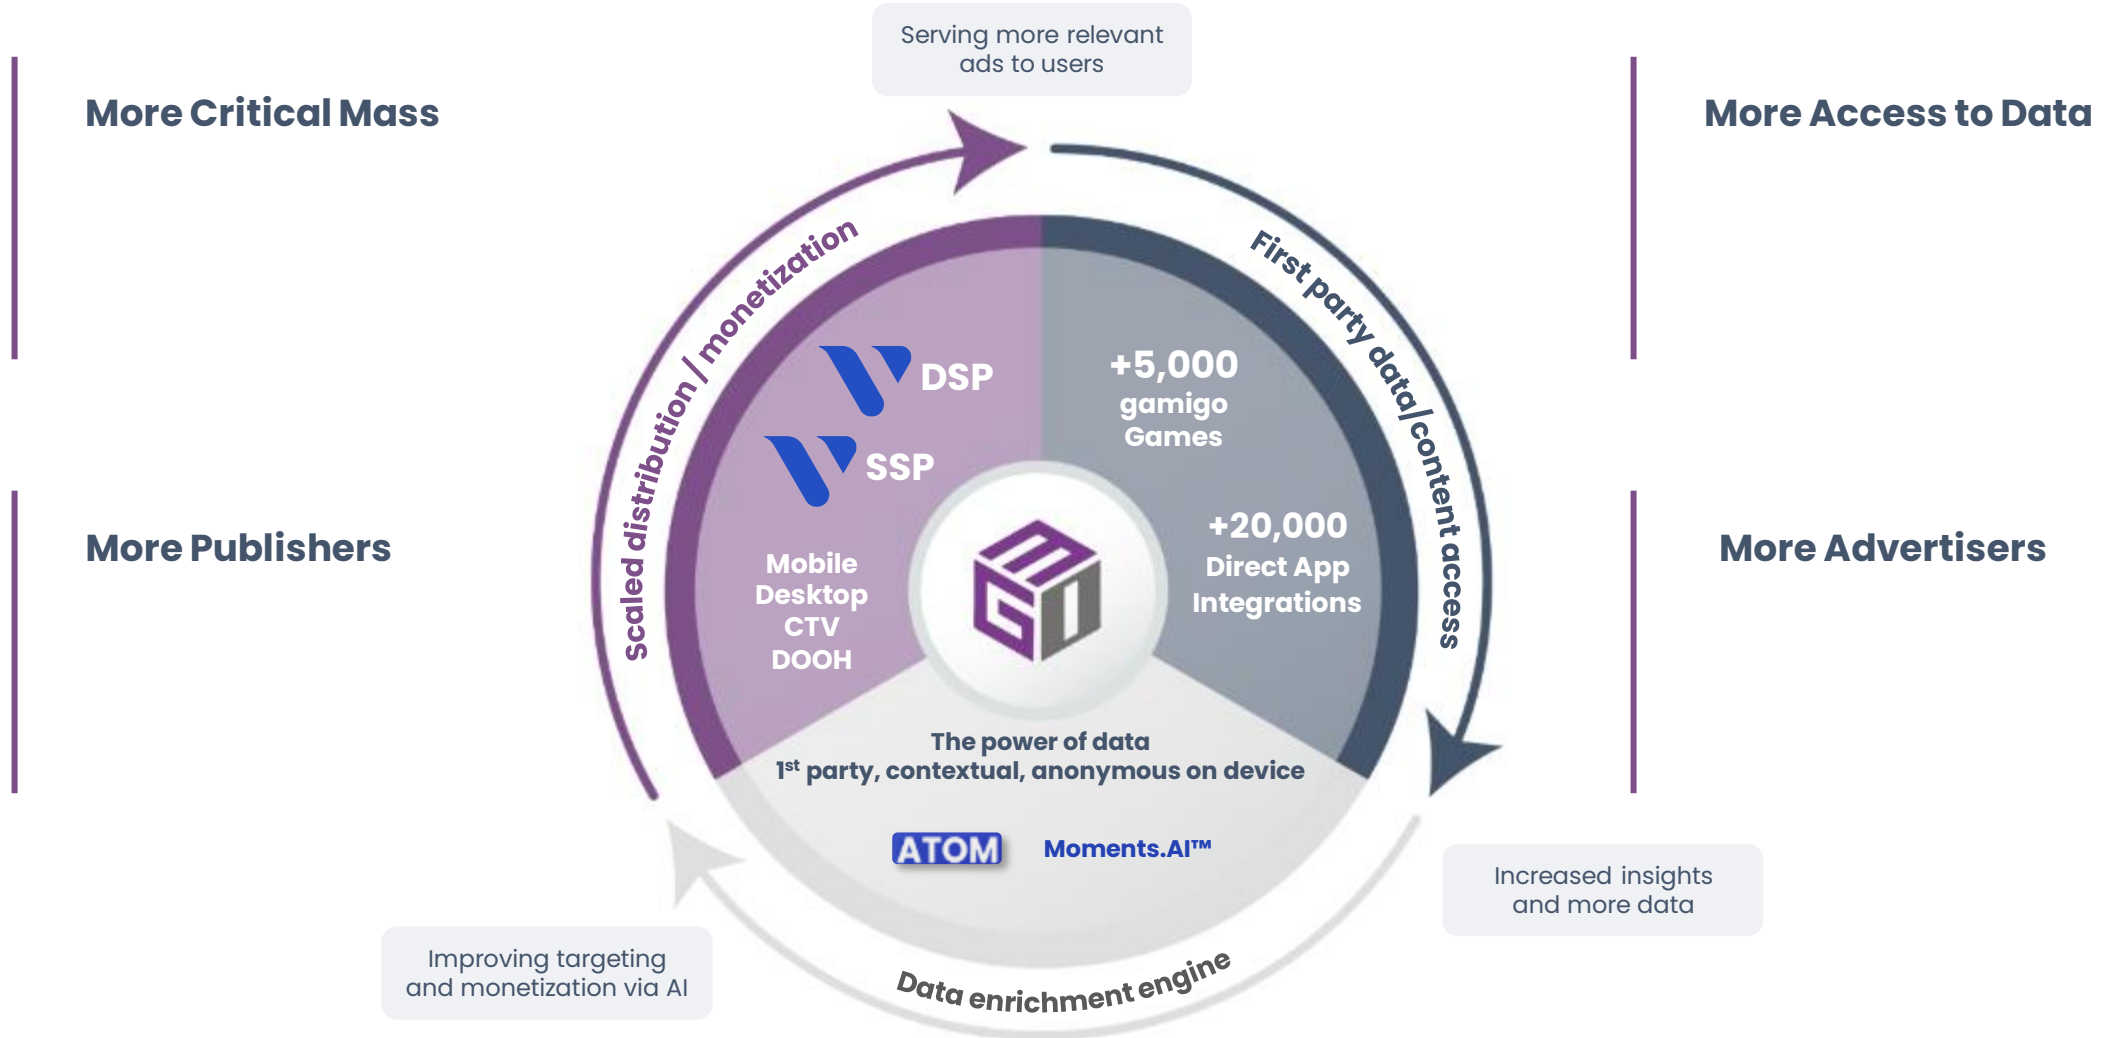 Serving more relevant
ads to users
More Critical Mass
More Access to Data
Scaled distribution / monetization
First party data/content access
DSP
SSP
Mobile
Desktop
CTV
DOOH
+5,000
gamigo
Games
+20,000
Direct App
Integrations
MGI
More Publishers
More Advertisers
The power of data
1st party, contextual, anonymous on device
ATOM
Moments.AI™
Increased insights
and more data
Improving targeting
and monetization via AI
Data enrichment engine